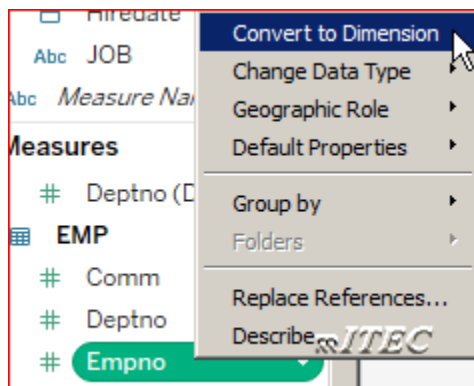 Hiredate
Abc JOB
Abc Measure Na
Measures
# Deptno (D
EMP
# Comm
# Deptno
# Empno
Convert to Dimension
Change Data Type
Geographic Role
Default Properties
Group by
Folders
Replace References...
Describe...
ITEC